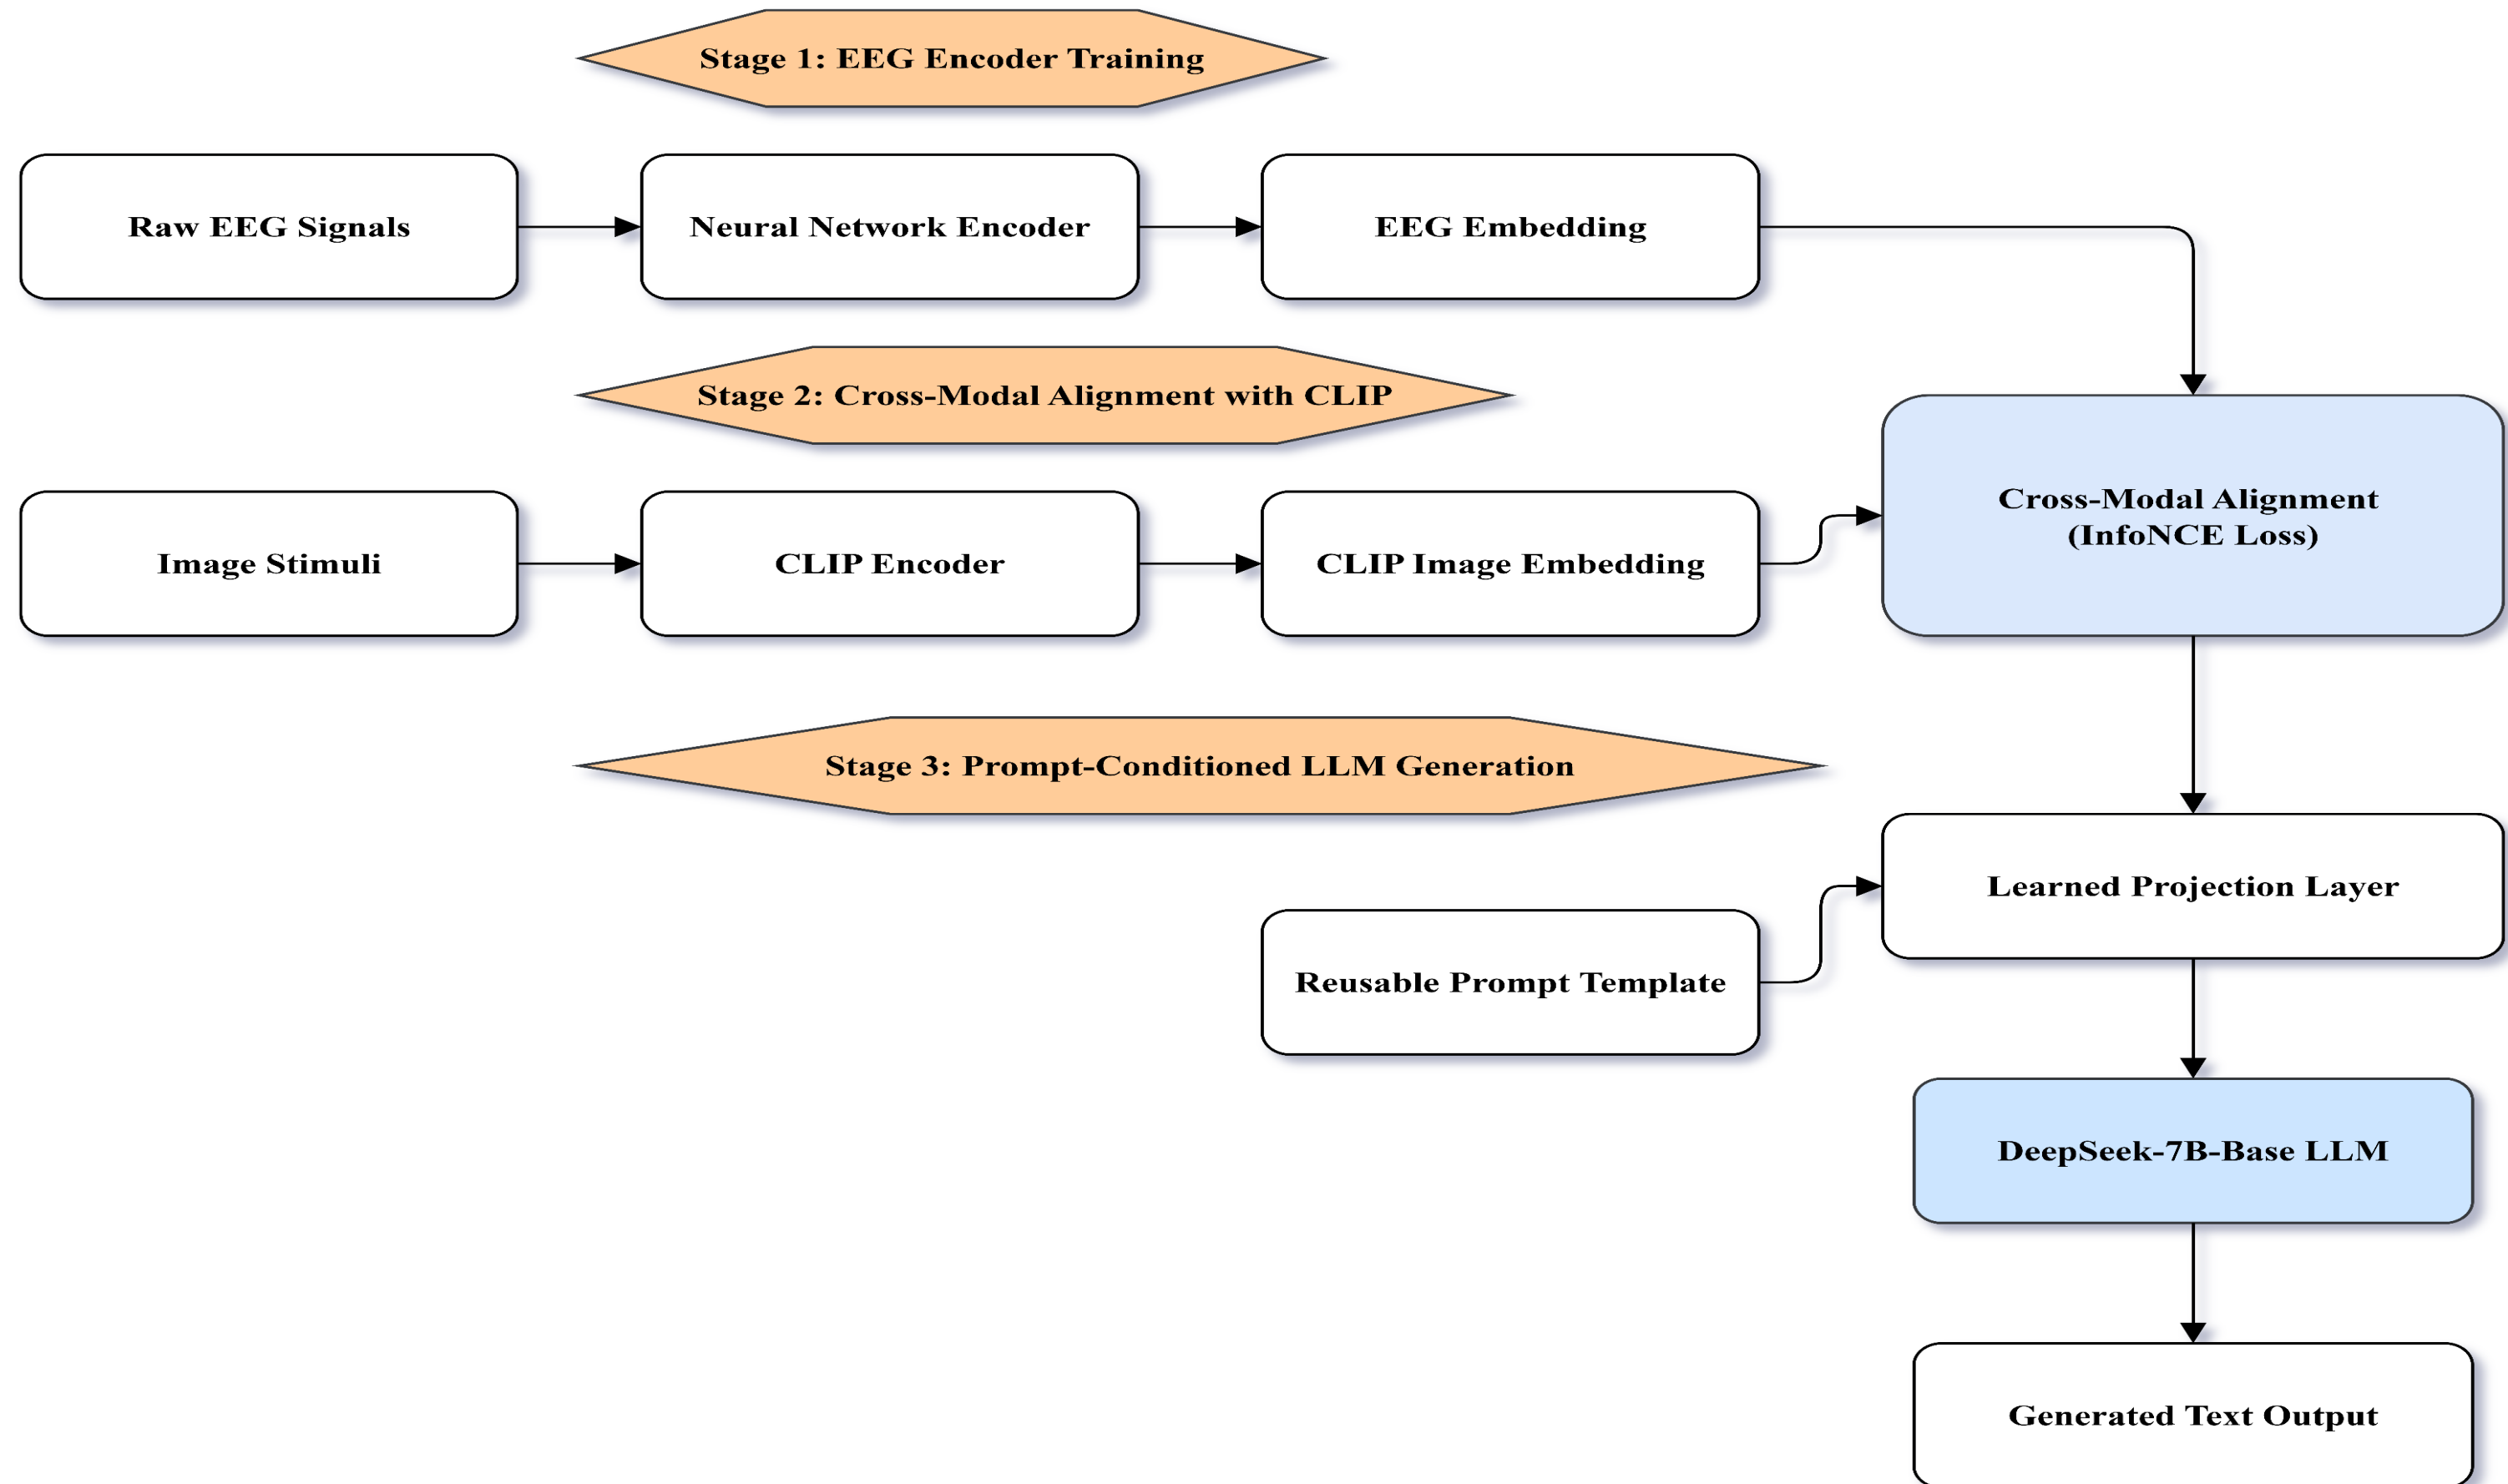 Stage 1: EEG Encoder Training
Raw EEG Signals
Neural Network Encoder
EEG Embedding
Stage 2: Cross-Modal Alignment with CLIP
Image Stimuli
CLIP Encoder
CLIP Image Embedding
Cross-Modal Alignment
(InfoNCE Loss)
Stage 3: Prompt-Conditioned LLM Generation
Learned Projection Layer
Reusable Prompt Template
DeepSeek-7B-Base LLM
Generated Text Output